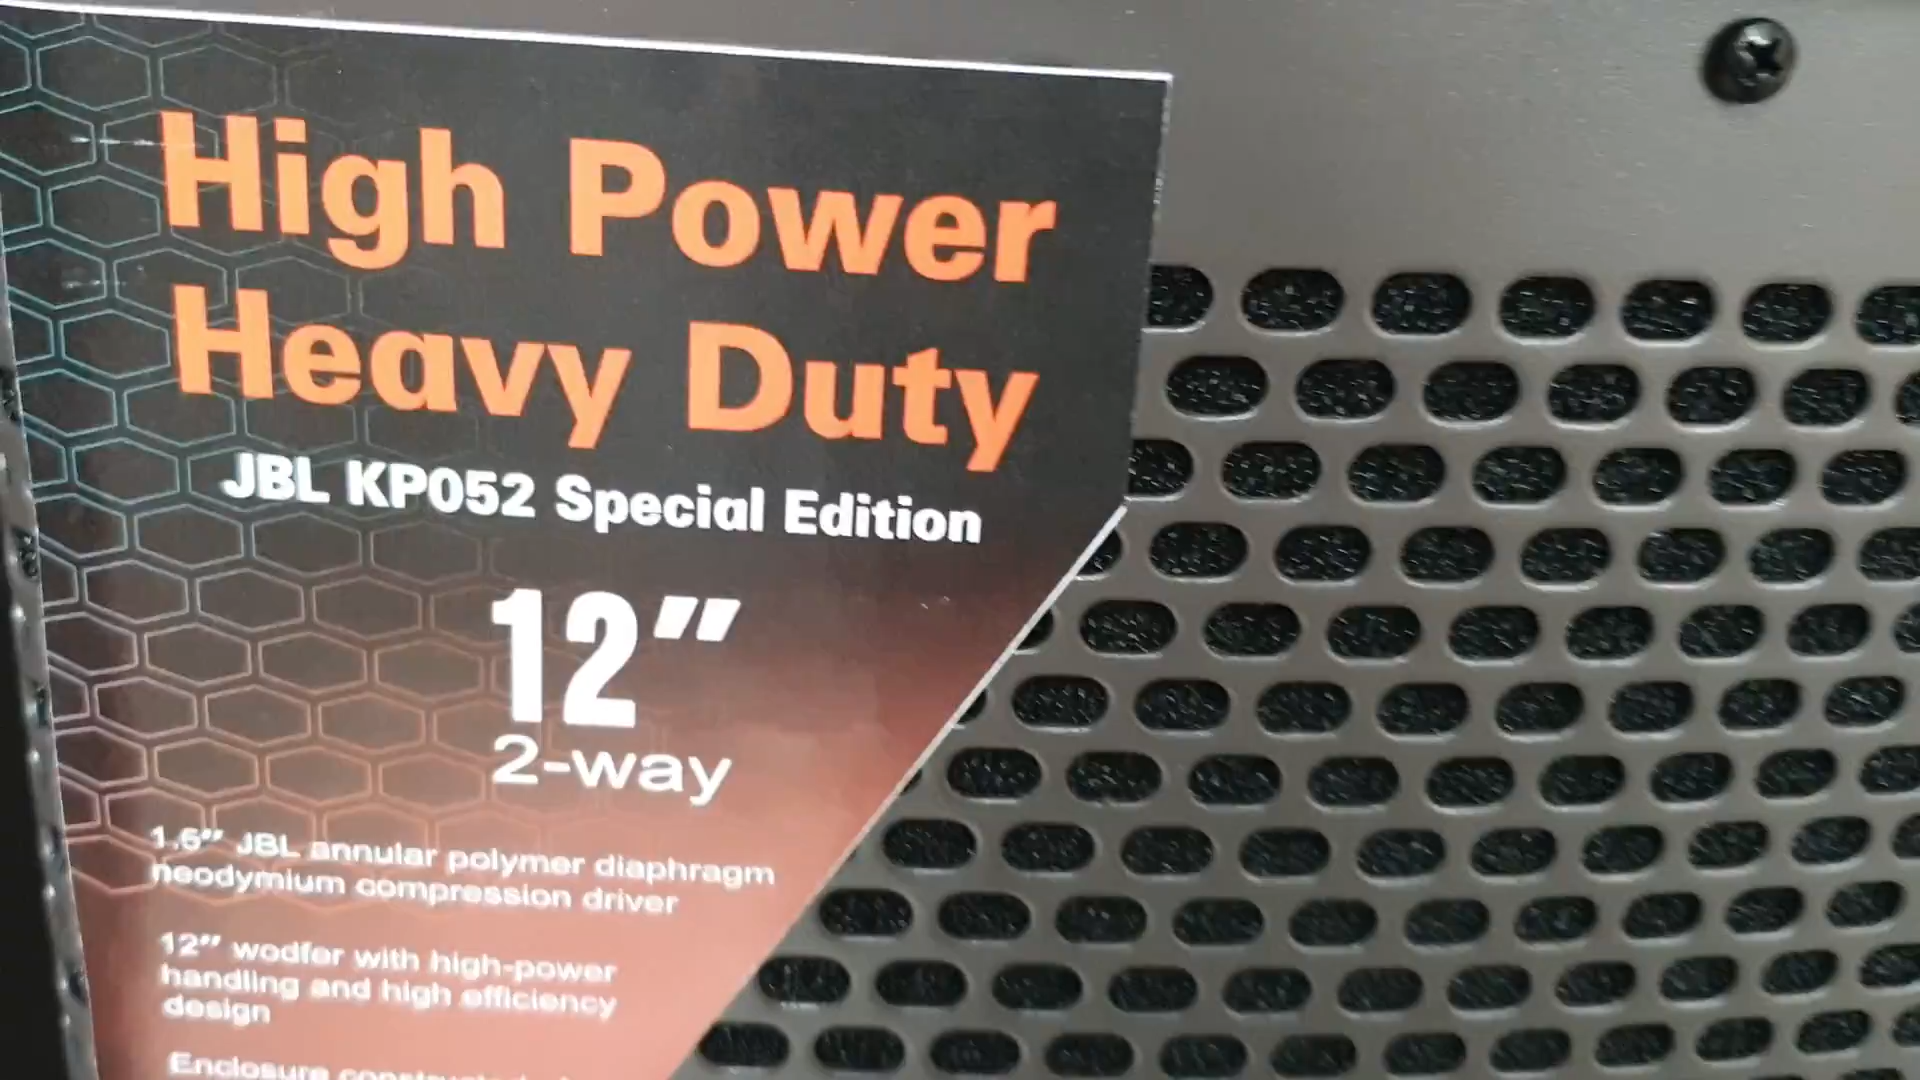 High Power
Heavy Duty
JBL KP052 Special Edition
12"
2-way
1.5" JBL annular polymer diaphragm
neodymium compression driver
12" wodfer with high-power
handling and high efficiency
design
Enclosure